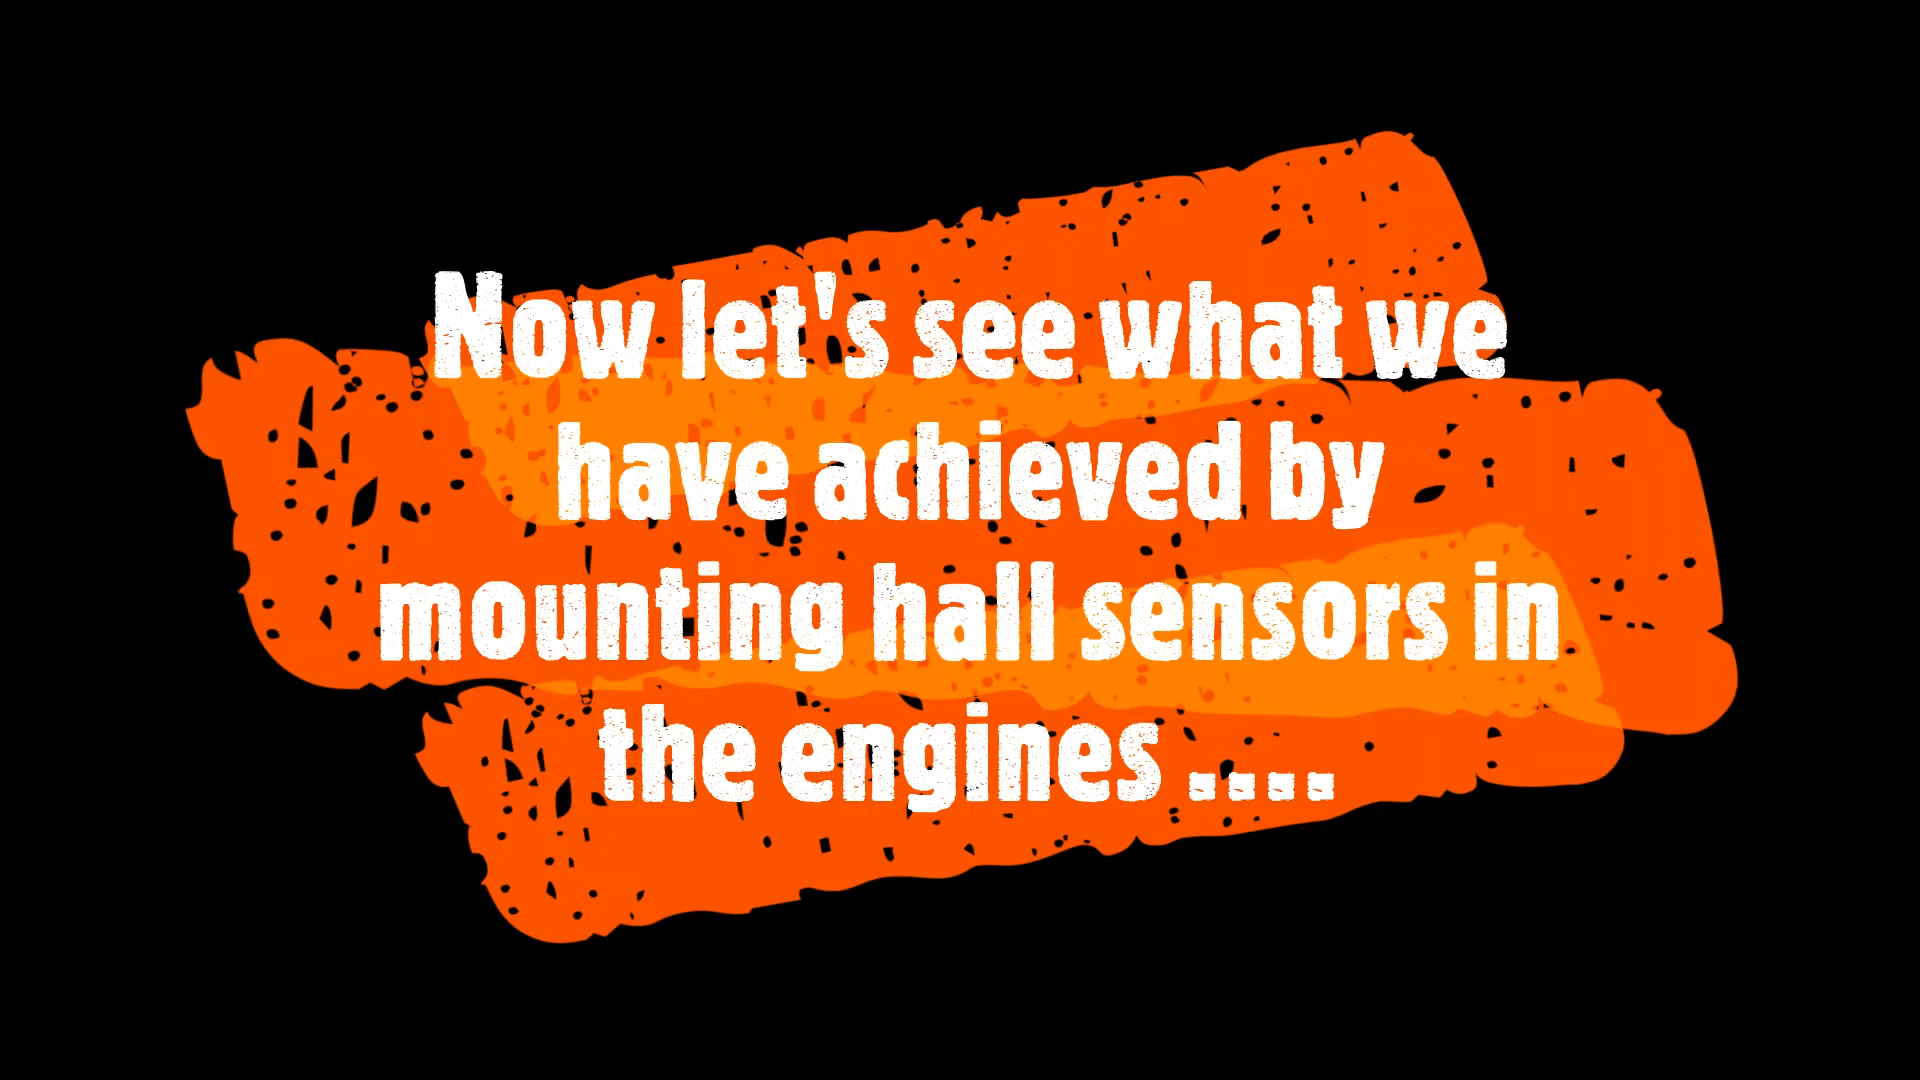 Now let's see what we
have achieved by
mounting hall sensors in
the engines ....